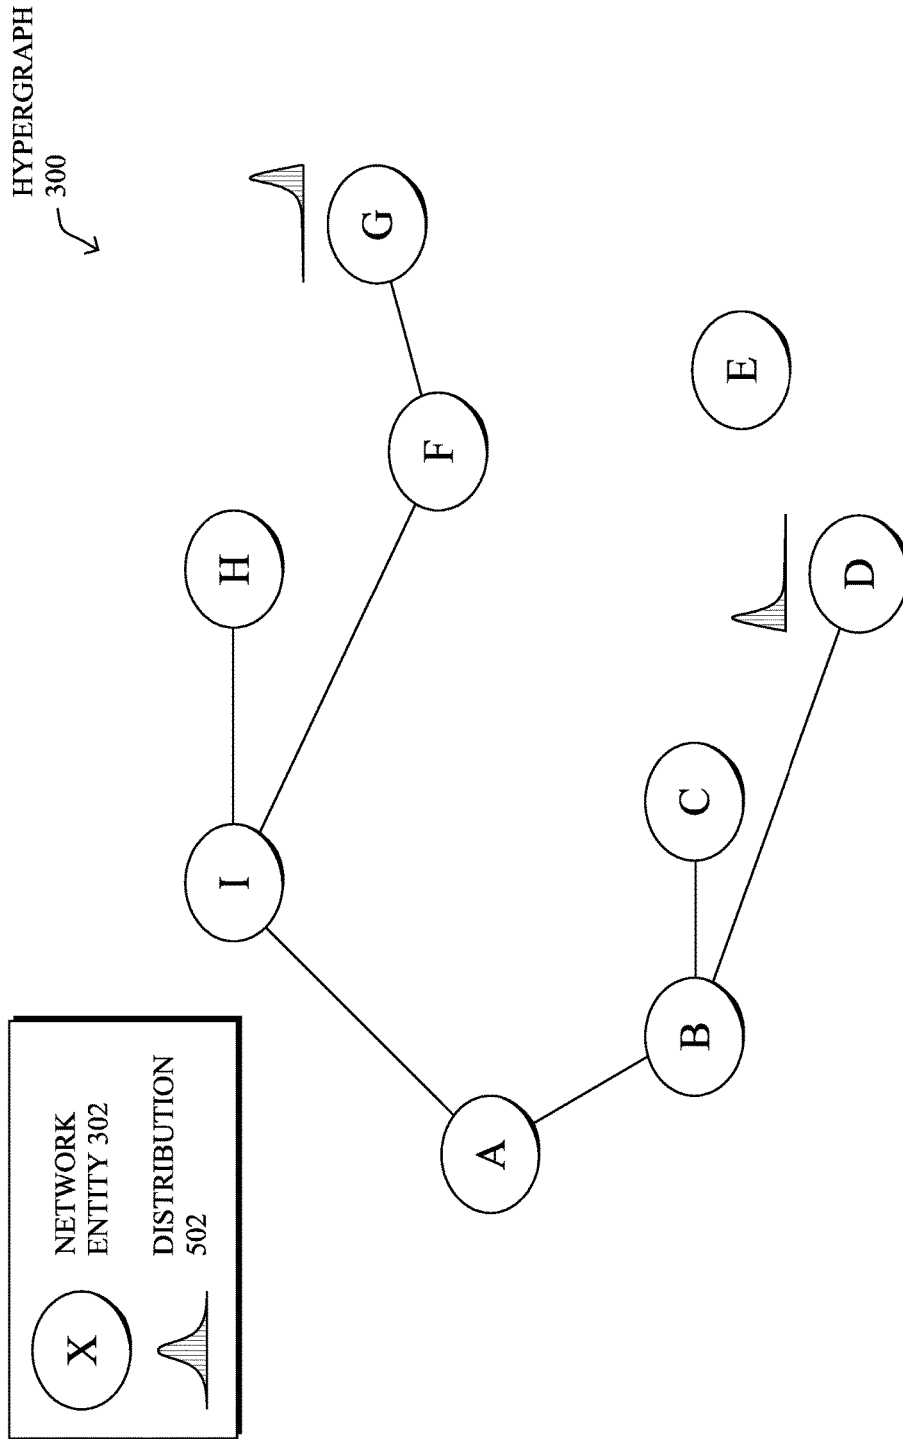 HYPERGRAPH
300
X
NETWORK
ENTITY 302
DISTRIBUTION
502
I
H
G
F
A
B
C
E
D